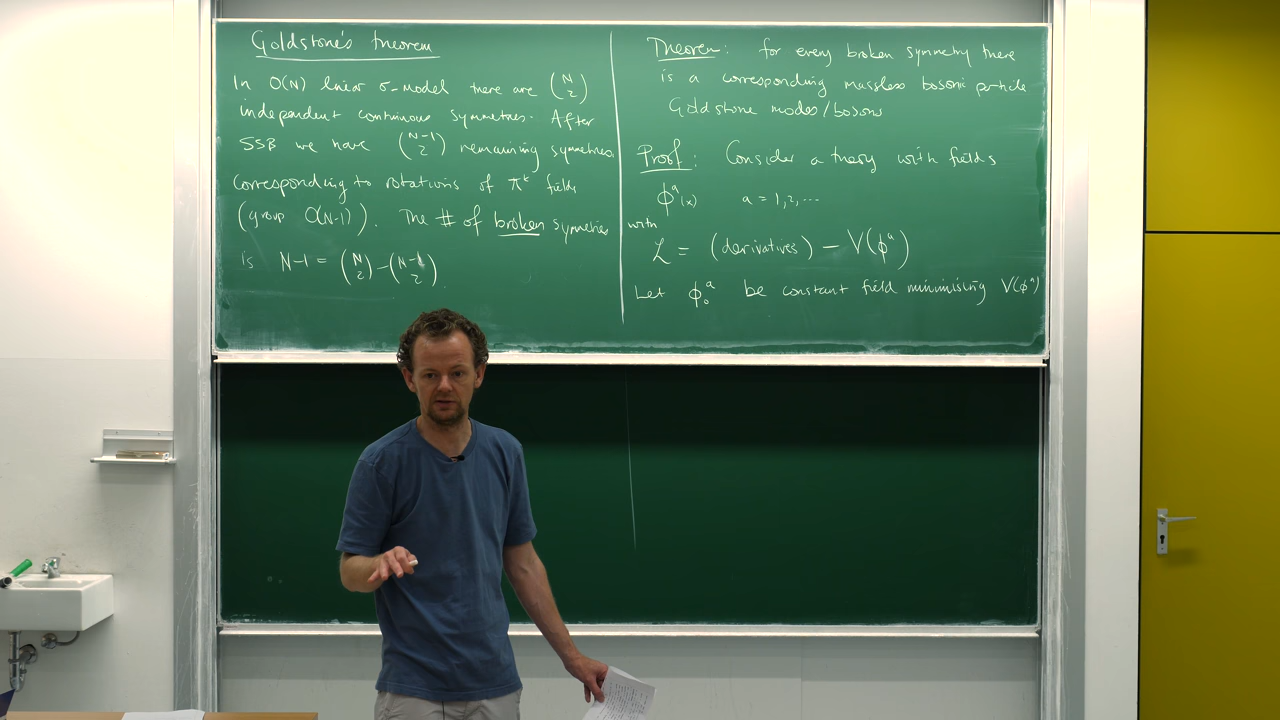 Goldstone's theorem
In O(N) linear σ-model there are (N 2)
independent continuous symmetries. After
SSB we have (N-1 2) remaining symmetries
corresponding to rotations of π^k fields
(group O(N-1)). The # of broken symmetries
is N-1 = (N 2) - (N-1 2).
Theorem: for every broken symmetry there
is a corresponding massless bosonic particle
Goldstone modes/bosons
Proof: Consider a theory with fields
ϕ^a(x) a = 1,2,...
with
ℒ = (derivatives) - V(ϕ^a)
Let ϕ₀^a be constant field minimising V(ϕ^a)